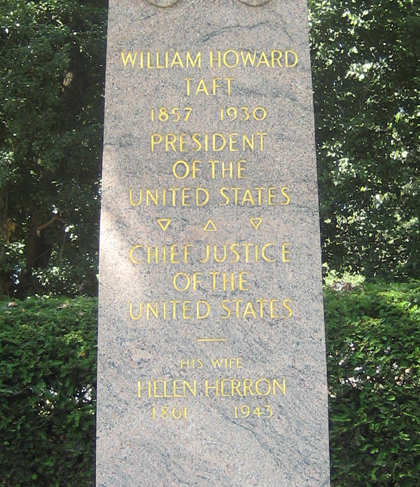 WILLIAM HOWARD
TAFT
1857 1930
PRESIDENT
OF THE
UNITED STATES
CHIEF JUSTICE
OF THE
UNITED STATES
HIS WIFE
HELEN HERRON
1861 1943